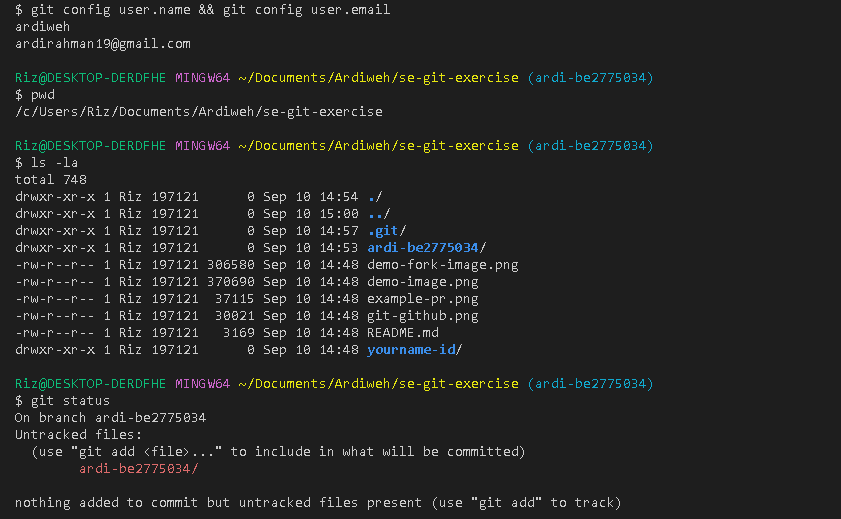 $ git config user.name && git config user.email
ardiweh
ardirahman19@gmail.com
Riz@DESKTOP-DERDFHE MINGW64 ~/Documents/Ardiweh/se-git-exercise (ardi-be2775034)
$ pwd
/c/Users/Riz/Documents/Ardiweh/se-git-exercise
Riz@DESKTOP-DERDFHE MINGW64 ~/Documents/Ardiweh/se-git-exercise (ardi-be2775034)
$ ls -la
total 748
drwxr-xr-x 1 Riz 197121      0 Sep 10 14:54 ./
drwxr-xr-x 1 Riz 197121      0 Sep 10 15:00 ../
drwxr-xr-x 1 Riz 197121      0 Sep 10 14:57 .git/
drwxr-xr-x 1 Riz 197121      0 Sep 10 14:53 ardi-be2775034/
-rw-r--r-- 1 Riz 197121 306580 Sep 10 14:48 demo-fork-image.png
-rw-r--r-- 1 Riz 197121 370690 Sep 10 14:48 demo-image.png
-rw-r--r-- 1 Riz 197121  37115 Sep 10 14:48 example-pr.png
-rw-r--r-- 1 Riz 197121  30021 Sep 10 14:48 git-github.png
-rw-r--r-- 1 Riz 197121   3169 Sep 10 14:48 README.md
drwxr-xr-x 1 Riz 197121      0 Sep 10 14:48 yourname-id/
Riz@DESKTOP-DERDFHE MINGW64 ~/Documents/Ardiweh/se-git-exercise (ardi-be2775034)
$ git status
On branch ardi-be2775034
Untracked files:
  (use "git add <file>..." to include in what will be committed)
        ardi-be2775034/
nothing added to commit but untracked files present (use "git add" to track)